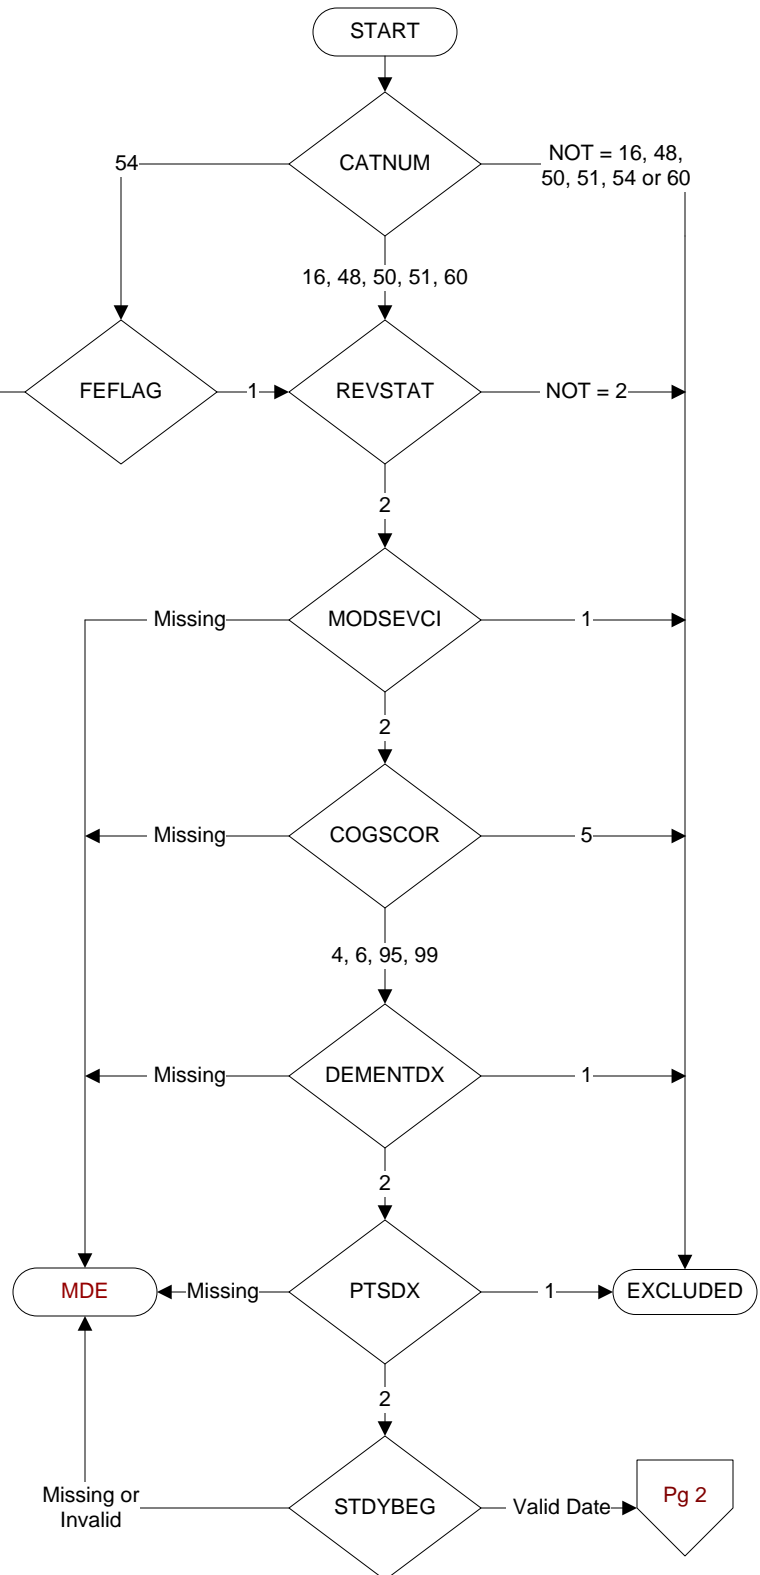 START
CATNUM
54
NOT = 16, 48,
50, 51, 54 or 60
16, 48, 50, 51, 60
FEFLAG
1
REVSTAT
NOT = 2
2
Missing
MODSEVCI
1
2
Missing
COGSCOR
5
4, 6, 95, 99
Missing
DEMENTDX
1
2
MDE
Missing
PTSDX
1
EXCLUDED
2
Missing or
Invalid
STDYBEG
Valid Date
Pg 2